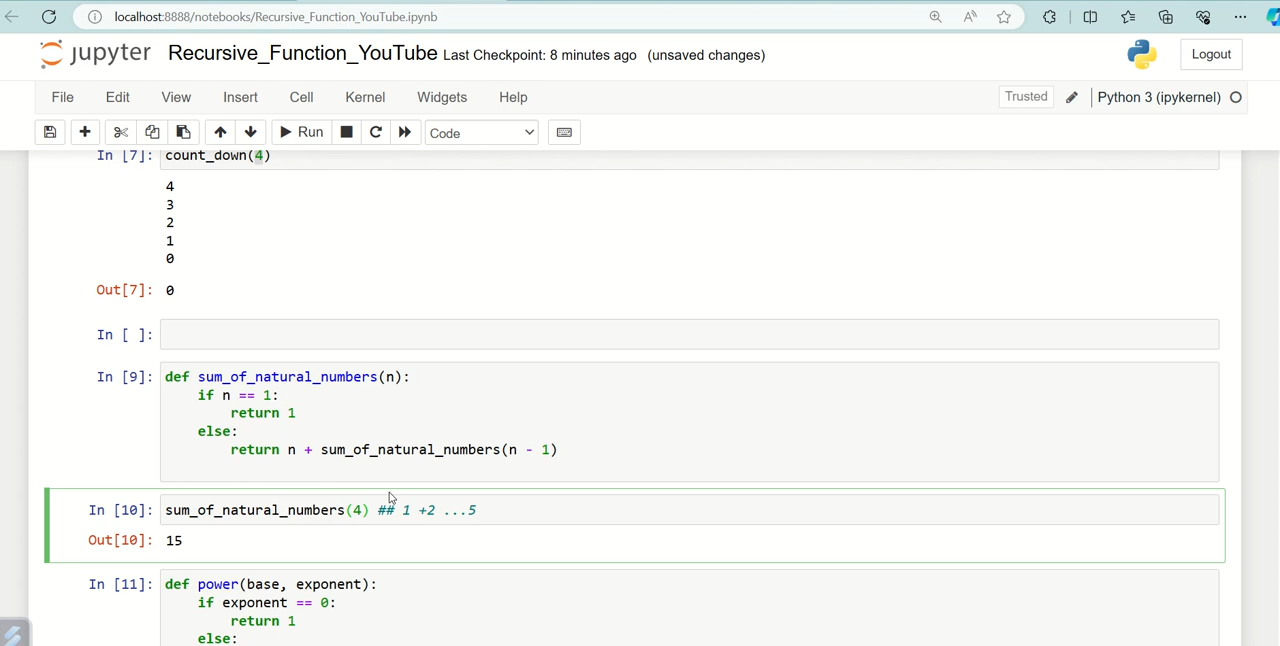 localhost:8888/notebooks/Recursive_Function_YouTube.ipynb
jupyter Recursive_Function_YouTube Last Checkpoint: 8 minutes ago (unsaved changes) Logout
File Edit View Insert Cell Kernel Widgets Help Trusted Python 3 (ipykernel)
Run Code
In [7]: count_down(4)
4
3
2
1
0
Out[7]: 0
In [ ]:
In [9]: def sum_of_natural_numbers(n):
if n == 1:
return 1
else:
return n + sum_of_natural_numbers(n - 1)
In [10]: sum_of_natural_numbers(4) ## 1 +2 ...5
Out[10]: 15
In [11]: def power(base, exponent):
if exponent == 0:
return 1
else: